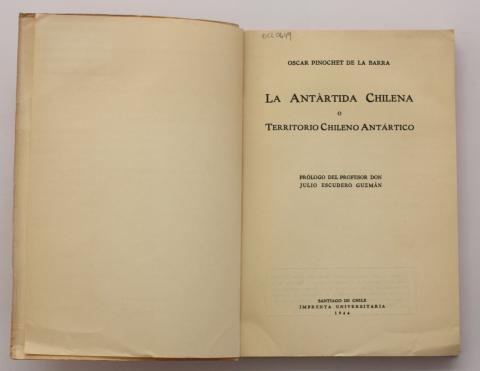 OSCAR PINOCHET DE LA BARRA
LA ANTÀRTIDA CHILENA
O
TERRITORIO CHILENO ANTÁRTICO
PRÓLOGO DEL PROFESOR DON
JULIO ESCUDERO GUZMÁN
SANTIAGO DE CHILE
IMPRENTA UNIVERSITARIA
1944